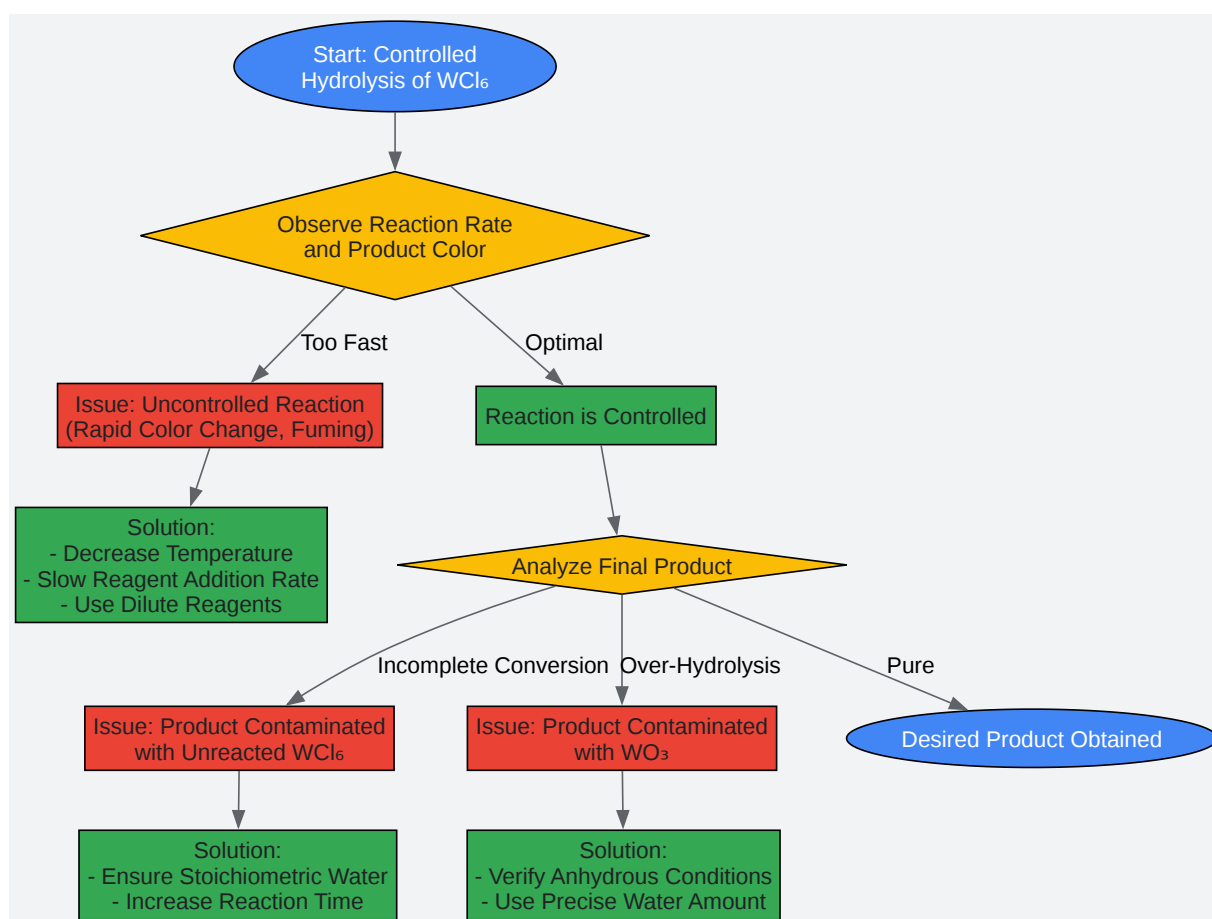 Start: Controlled
Hydrolysis of WCl₆
Observe Reaction Rate
and Product Color
Too Fast
Optimal
Issue: Uncontrolled Reaction
(Rapid Color Change, Fuming)
Reaction is Controlled
Solution:
- Decrease Temperature
- Slow Reagent Addition Rate
- Use Dilute Reagents
Analyze Final Product
Incomplete Conversion
Over-Hydrolysis
Pure
Issue: Product Contaminated
with Unreacted WCl₆
Issue: Product Contaminated
with WO₃
Desired Product Obtained
Solution:
- Ensure Stoichiometric Water
- Increase Reaction Time
Solution:
- Verify Anhydrous Conditions
- Use Precise Water Amount